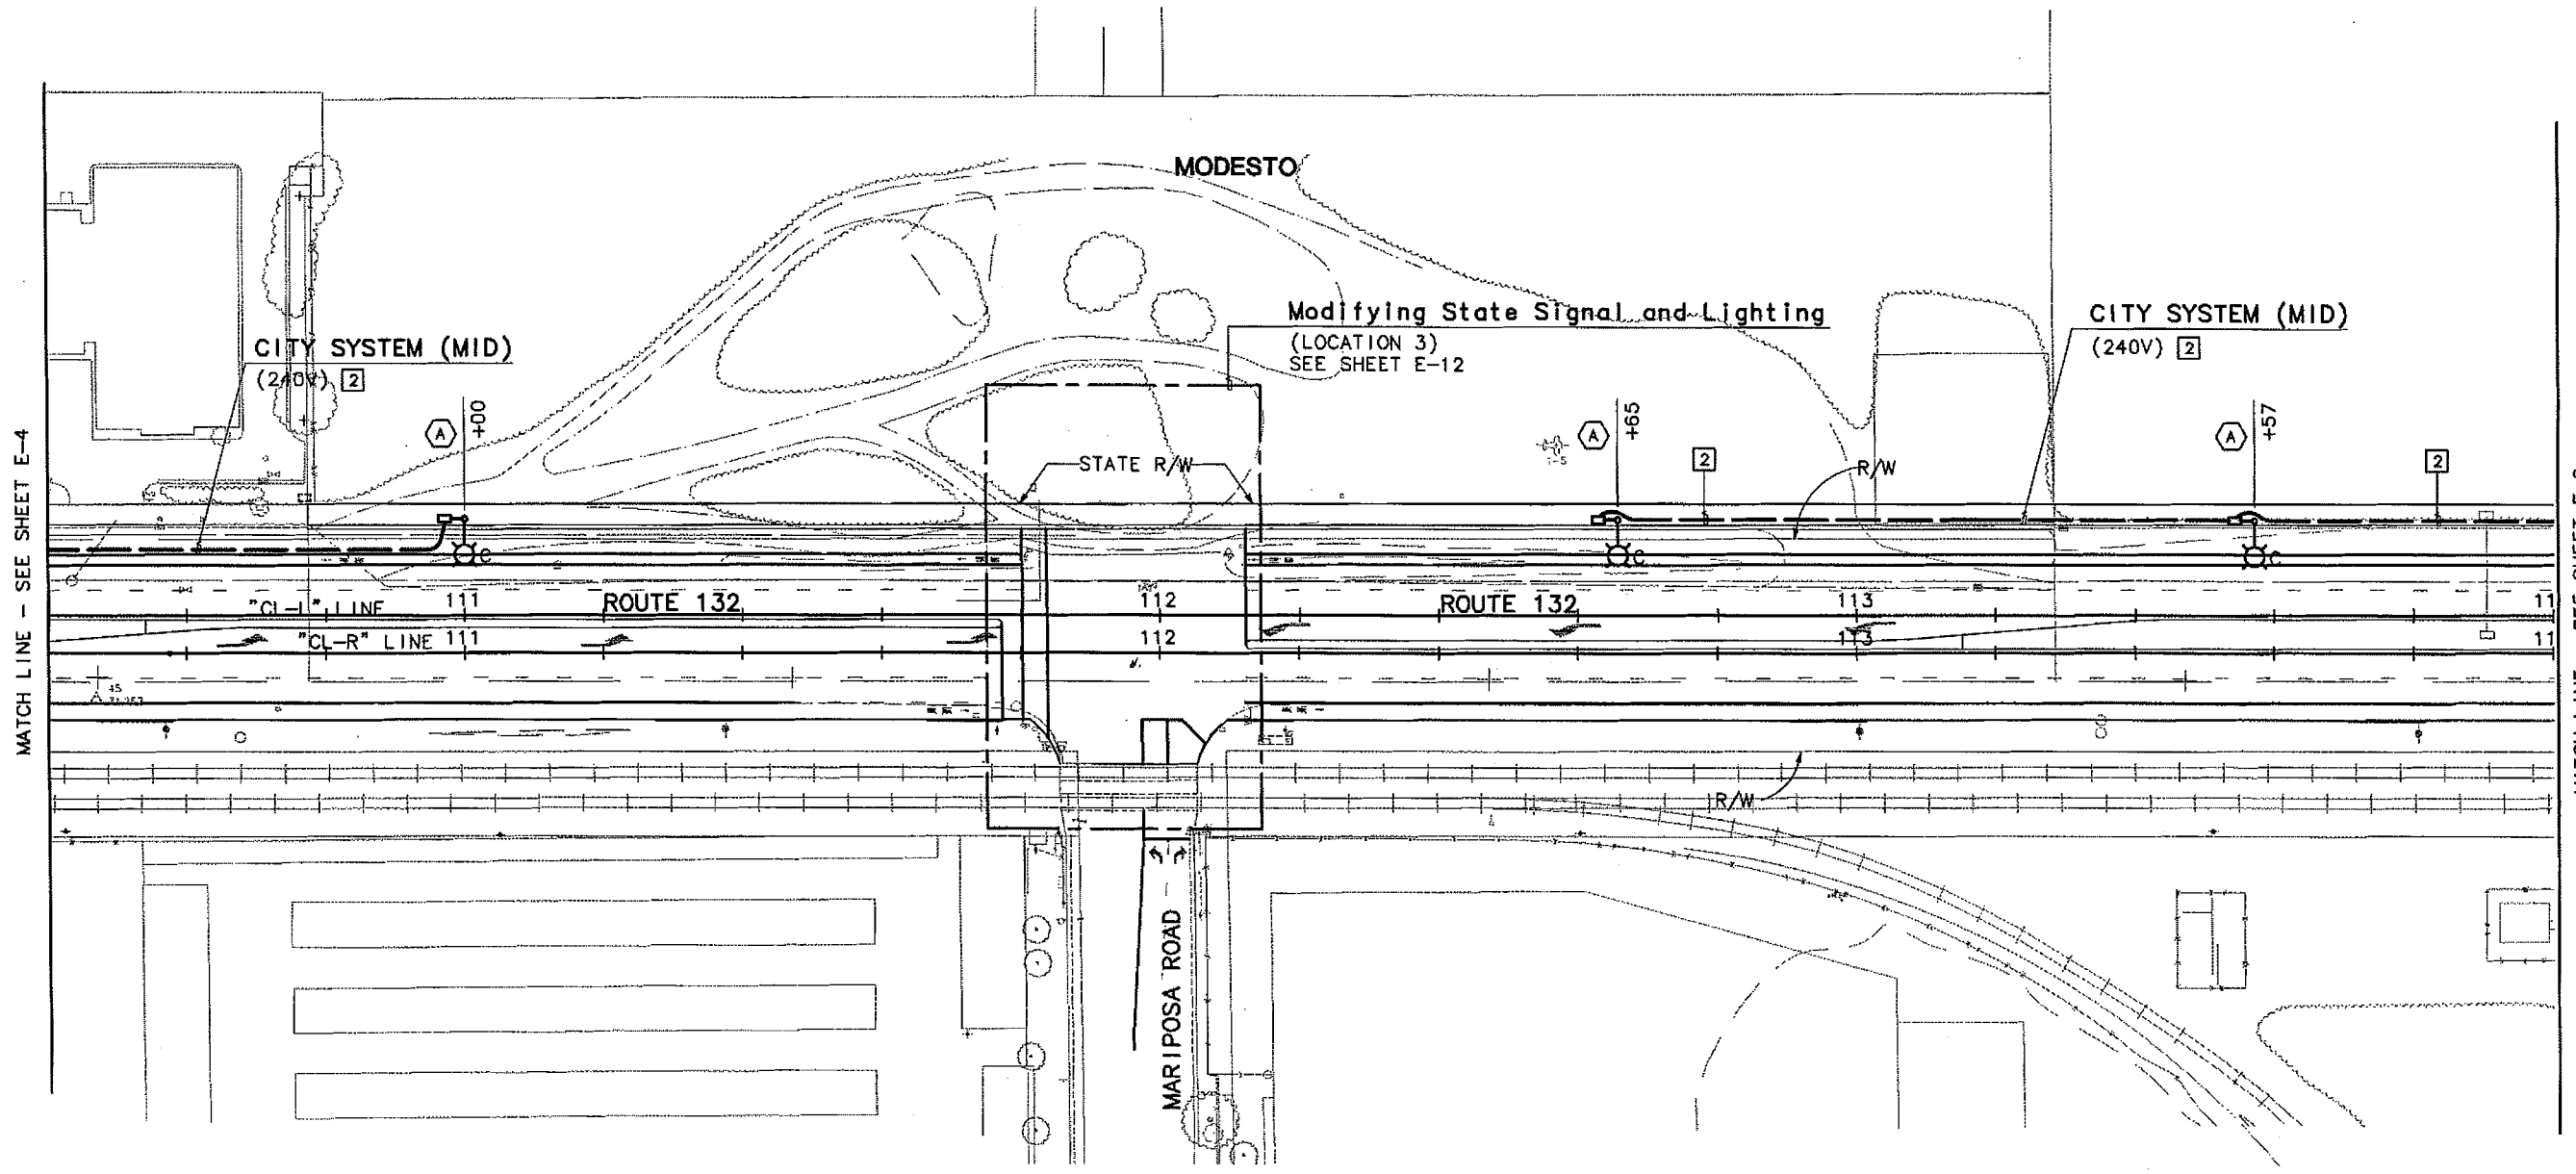 MODESTO
Modifying State Signal and Lighting
(LOCATION 3)
SEE SHEET E-12
CITY SYSTEM (MID)
(240V) 2
CITY SYSTEM (MID)
(240V) 2
A +00
A +65
2
A +57
2
STATE R/W
R/W
C
C
C
"CL-L" LINE
111
ROUTE 132
112
ROUTE 132
113
11
"CL-R" LINE 111
112
113
11
R/W
MARIPOSA ROAD
MATCH LINE - SEE SHEET E-4